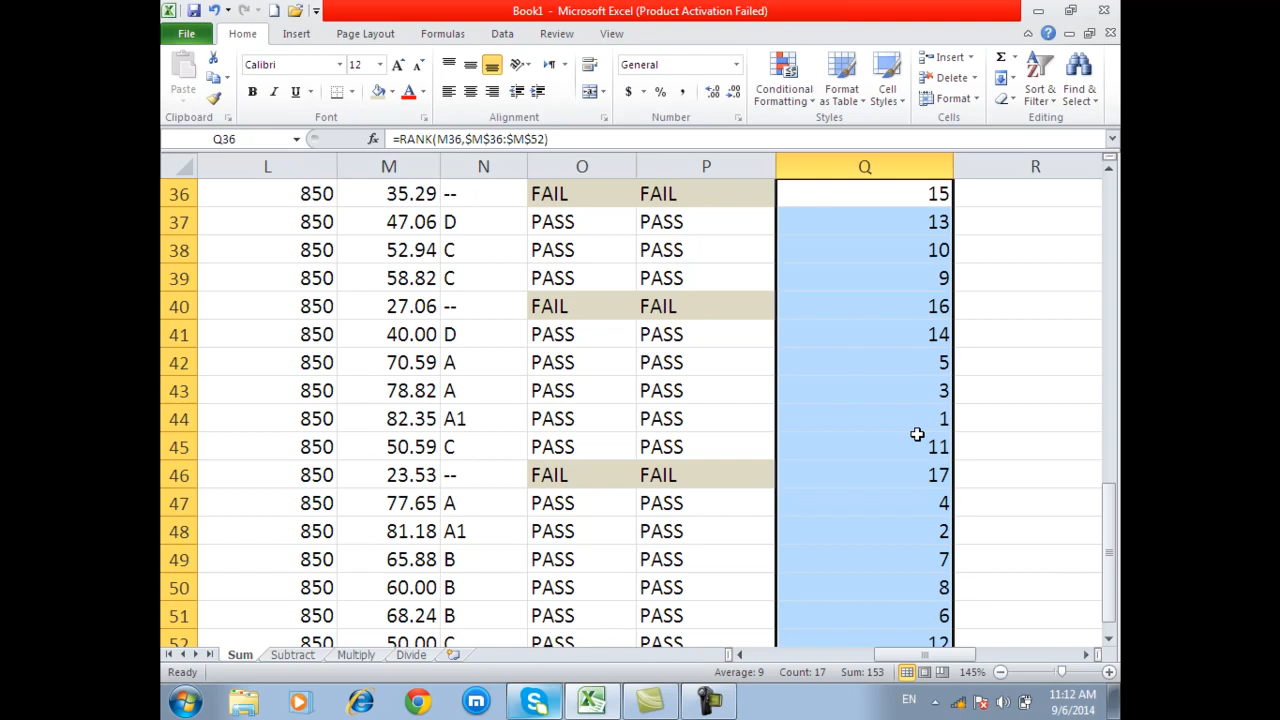 Book1 - Microsoft Excel (Product Activation Failed)
File Home Insert Page Layout Formulas Data Review View
Paste
Calibri 12
General
Conditional Formatting
Format as Table
Cell Styles
Insert
Delete
Format
Sort & Filter
Find & Select
Clipboard Font Alignment Number Styles Cells Editing
Q36 fx =RANK(M36,$M$36:$M$52)
L M N O P Q R
36 850 35.29 -- FAIL FAIL 15
37 850 47.06 D PASS PASS 13
38 850 52.94 C PASS PASS 10
39 850 58.82 C PASS PASS 9
40 850 27.06 -- FAIL FAIL 16
41 850 40.00 D PASS PASS 14
42 850 70.59 A PASS PASS 5
43 850 78.82 A PASS PASS 3
44 850 82.35 A1 PASS PASS 1
45 850 50.59 C PASS PASS 11
46 850 23.53 -- FAIL FAIL 17
47 850 77.65 A PASS PASS 4
48 850 81.18 A1 PASS PASS 2
49 850 65.88 B PASS PASS 7
50 850 60.00 B PASS PASS 8
51 850 68.24 B PASS PASS 6
52 850 50.00 C PASS PASS 12
Sum Subtract Multiply Divide
Ready Average: 9 Count: 17 Sum: 153 145%
EN 11:12 AM
9/6/2014